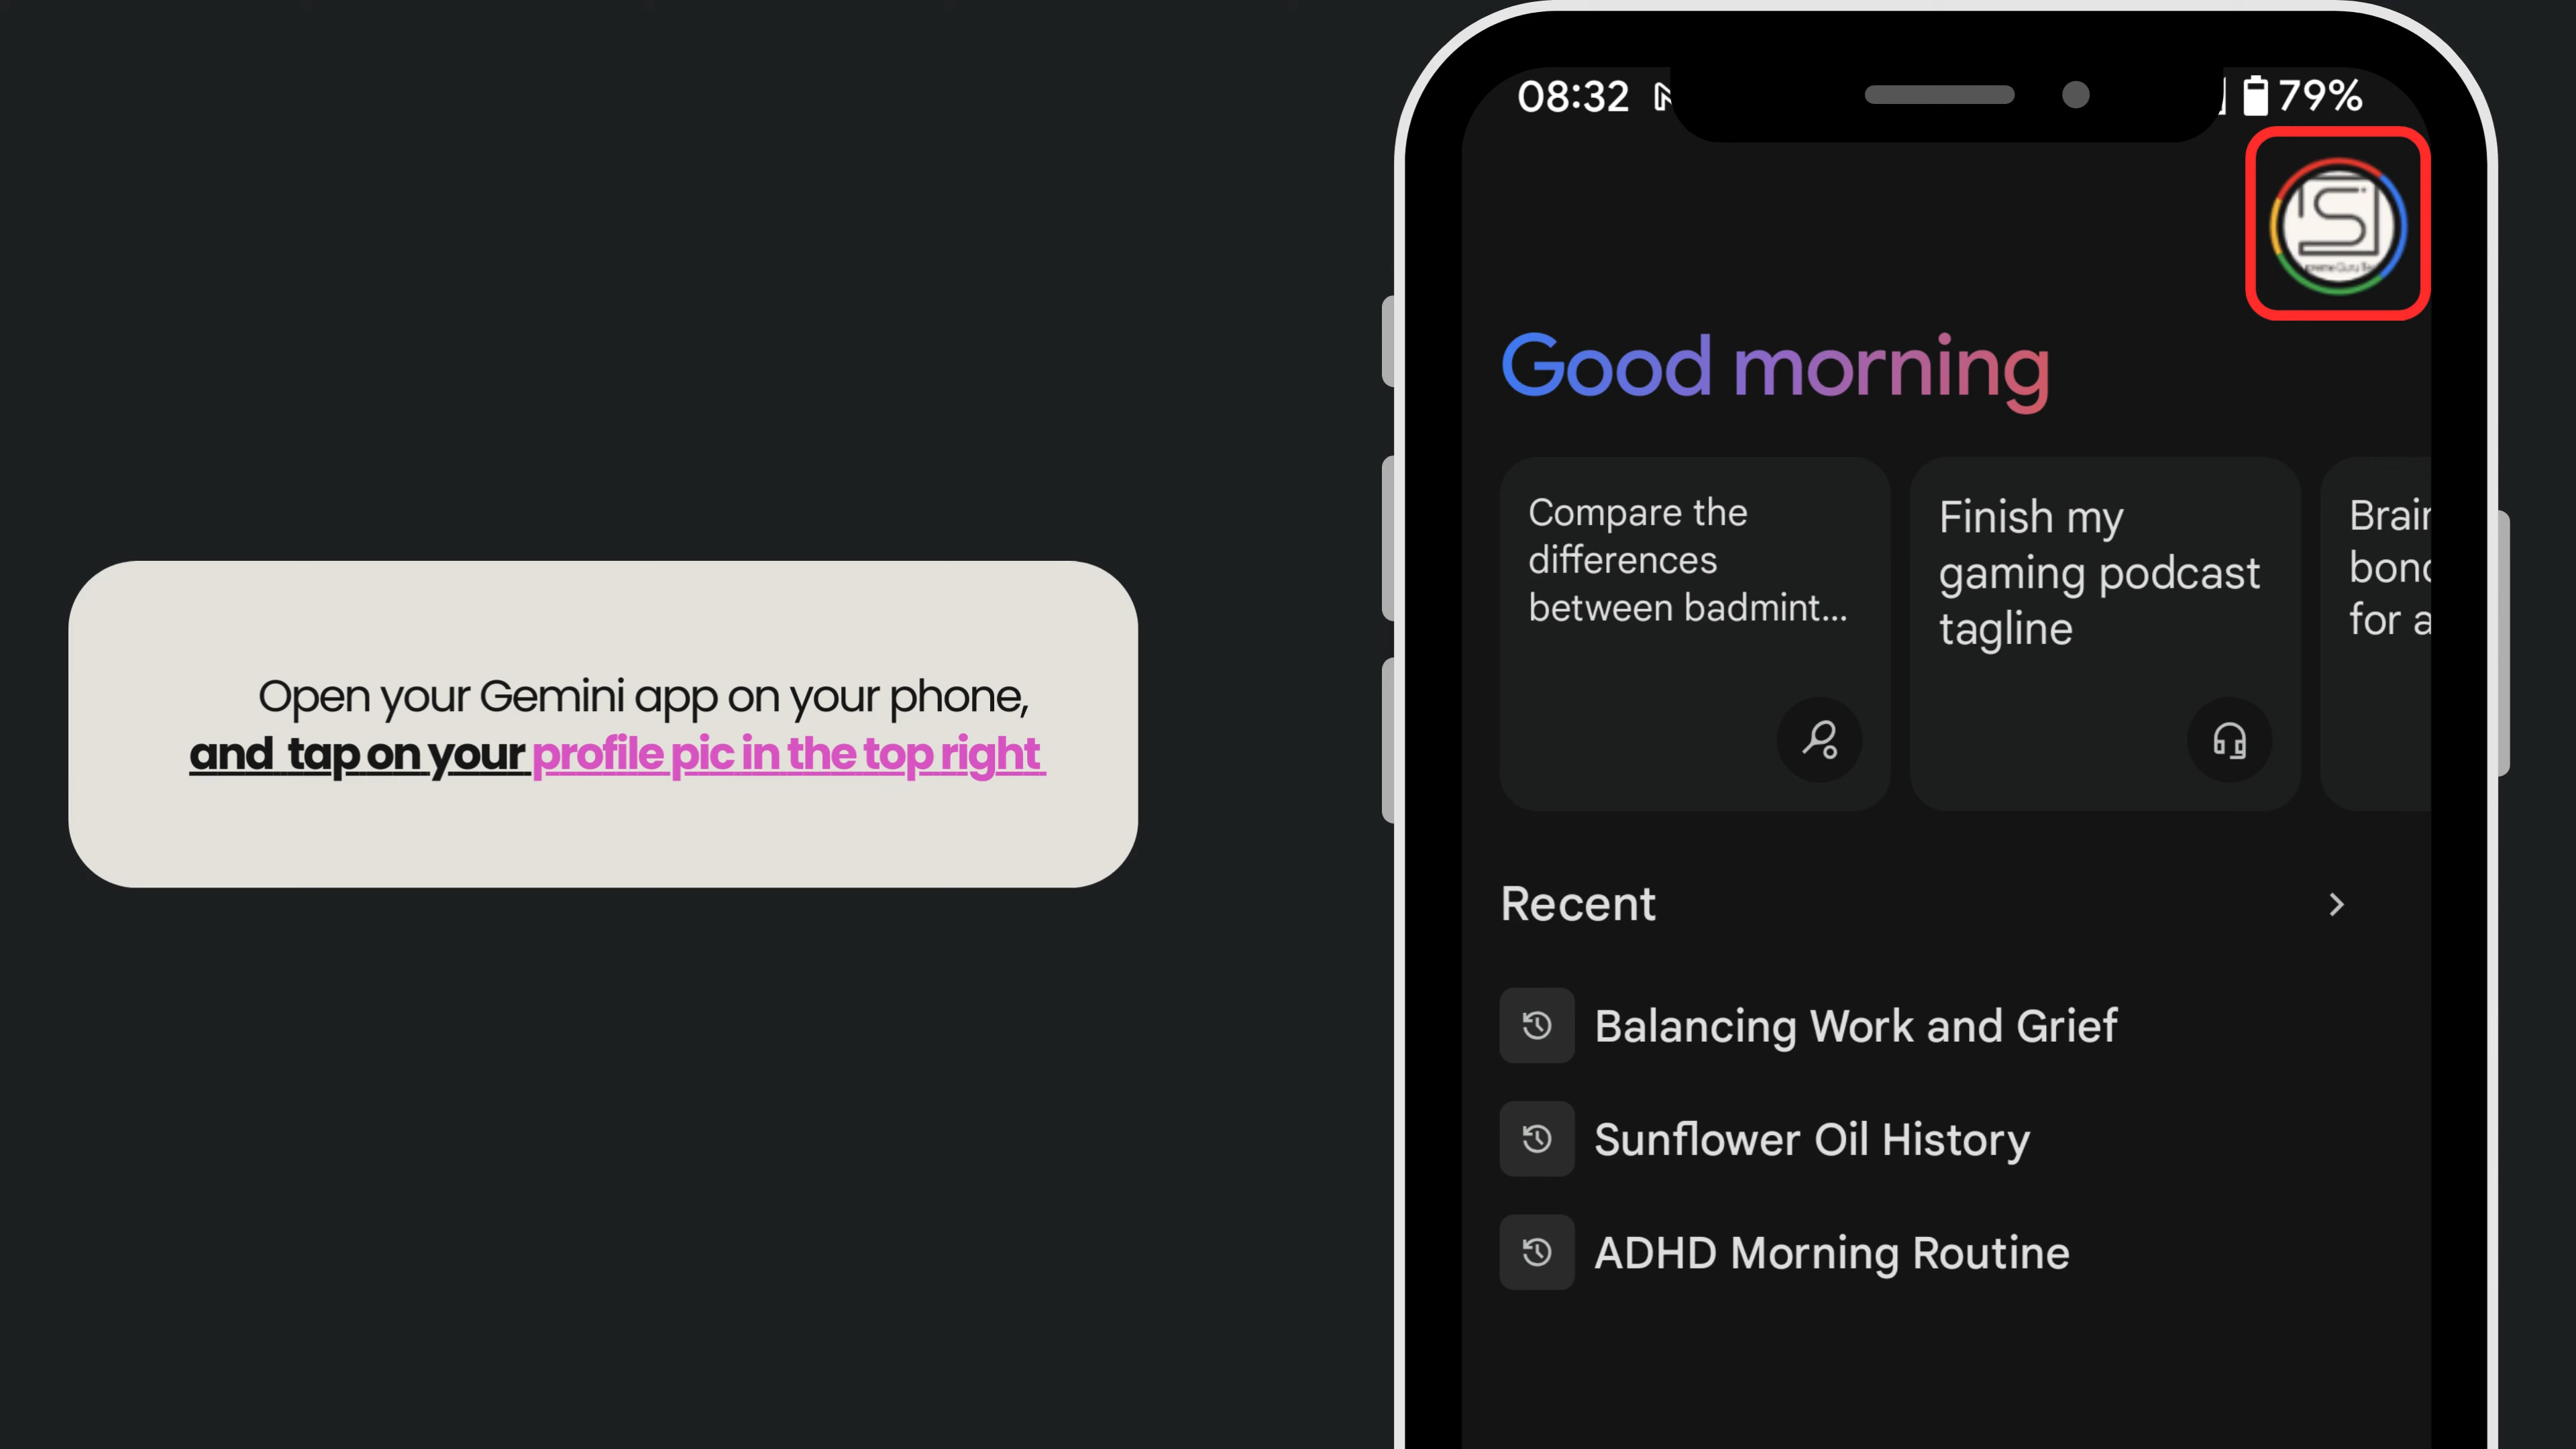 Open your Gemini app on your phone,
and tap on your profile pic in the top right
08:32
79%
Good morning
Compare the
differences
between badmint...
Finish my
gaming podcast
tagline
for a
Recent
Balancing Work and Grief
Sunflower Oil History
ADHD Morning Routine